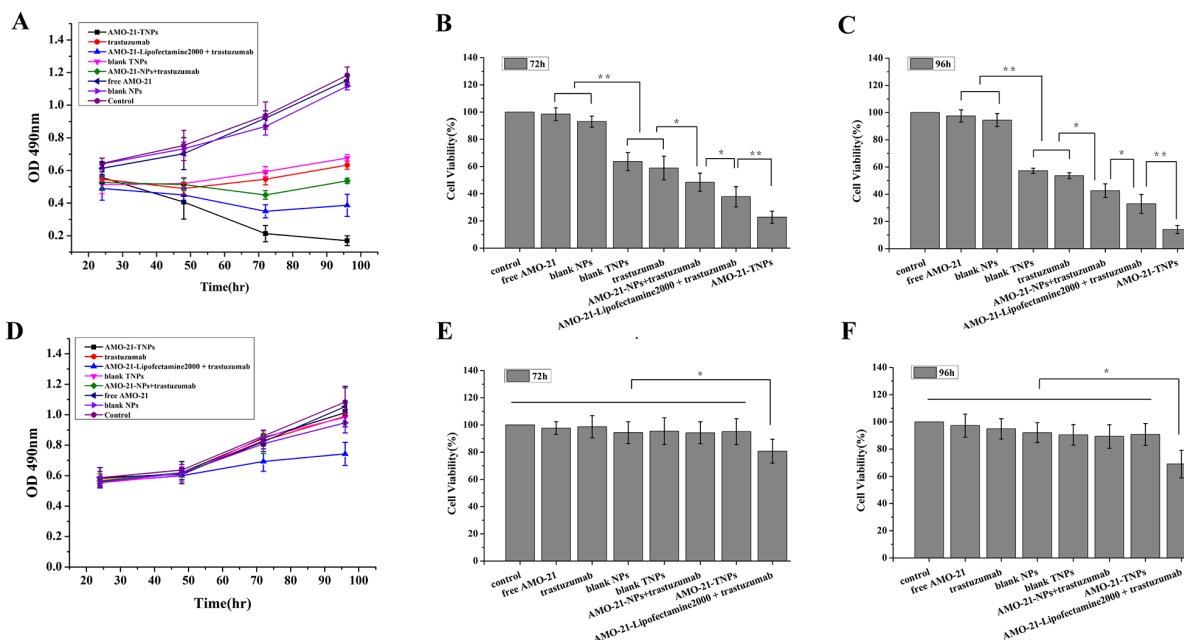 A
AMO-21-TNPs
trastuzumab
AMO-21-Lipofectamine2000 + trastuzumab
blank TNPs
AMO-21-NPs+trastuzumab
free AMO-21
blank NPs
Control
OD 490nm
1.2
1.0
0.8
0.6
0.4
0.2
20 30 40 50 60 70 80 90 100
Time(hr)
B
72h
Cell Viability(%)
140
120
100
80
60
40
20
0
**
*
*
**
control
free AMO-21
blank NPs
blank TNPs
trastuzumab
AMO-21-NPs+trastuzumab
AMO-21-Lipofectamine2000 + trastuzumab
AMO-21-TNPs
C
96h
Cell Viability(%)
140
120
100
80
60
40
20
0
**
*
*
**
control
free AMO-21
blank NPs
blank TNPs
trastuzumab
AMO-21-NPs+trastuzumab
AMO-21-Lipofectamine2000 + trastuzumab
AMO-21-TNPs
D
AMO-21-TNPs
trastuzumab
AMO-21-Lipofectamine2000 + trastuzumab
blank TNPs
AMO-21-NPs+trastuzumab
free AMO-21
blank NPs
Control
OD 490nm
1.2
1.0
0.8
0.6
0.4
0.2
0.0
20 30 40 50 60 70 80 90 100
Time(hr)
E
72h
Cell Viability(%)
140
120
100
80
60
40
20
0
*
control
free AMO-21
trastuzumab
blank NPs
blank TNPs
AMO-21-NPs+trastuzumab
AMO-21-TNPs
AMO-21-Lipofectamine2000 + trastuzumab
F
96h
Cell Viability(%)
140
120
100
80
60
40
20
0
*
control
free AMO-21
trastuzumab
blank NPs
blank TNPs
AMO-21-NPs+trastuzumab
AMO-21-TNPs
AMO-21-Lipofectamine2000 + trastuzumab